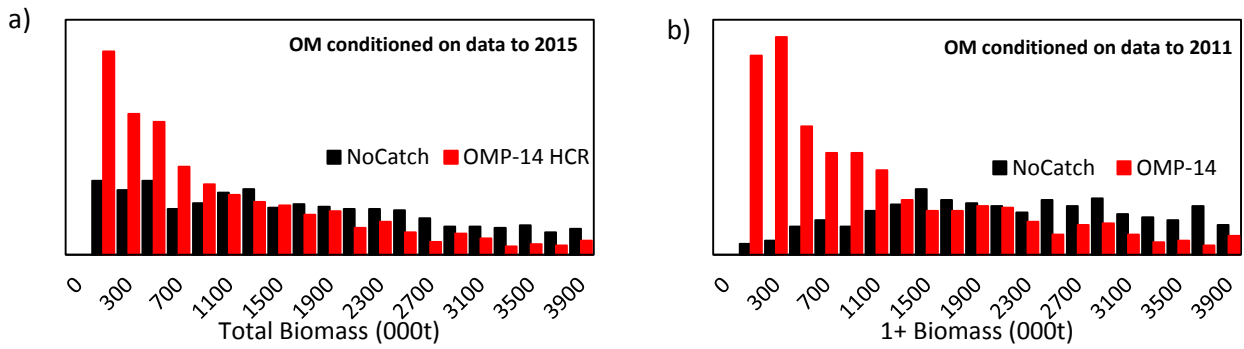 a)
OM conditioned on data to 2015
NoCatch OMP-14 HCR
0 300 700 1100 1500 1900 2300 2700 3100 3500 3900
Total Biomass (000t)
b)
OM conditioned on data to 2011
NoCatch OMP-14
0 300 700 1100 1500 1900 2300 2700 3100 3500 3900
1+ Biomass (000t)